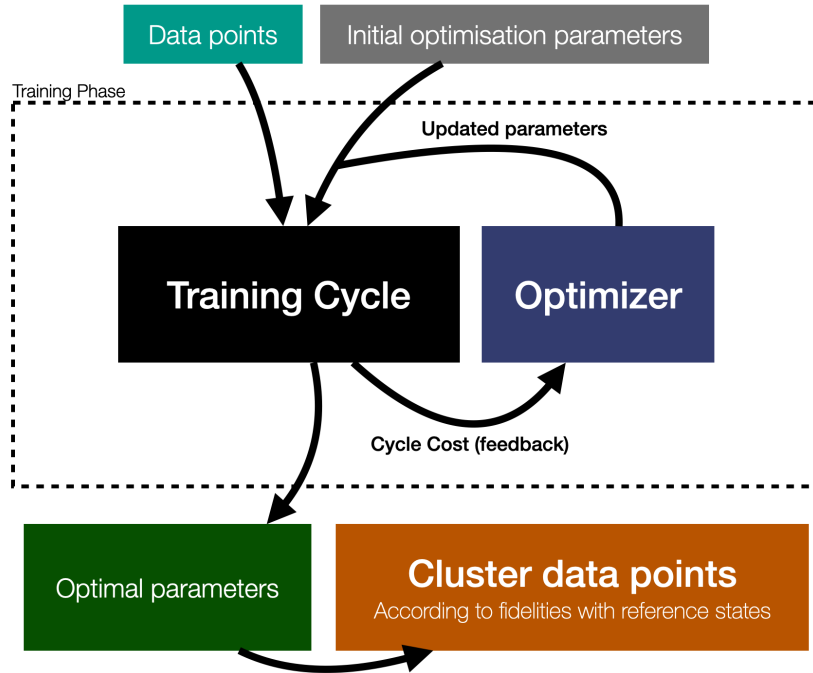 Data points
Initial optimisation parameters
Training Phase
Updated parameters
Training Cycle
Optimizer
Cycle Cost (feedback)
Optimal parameters
Cluster data points
According to fidelities with reference states